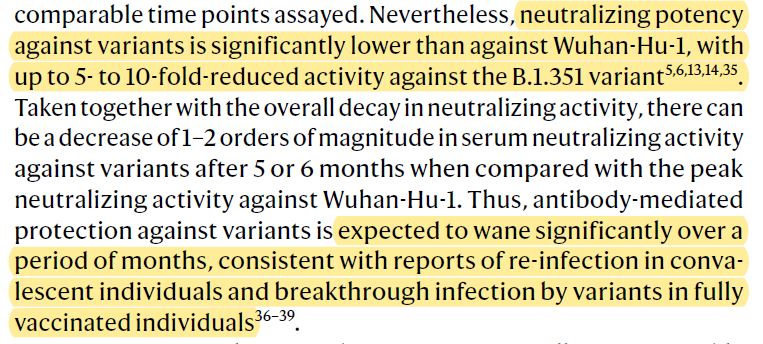 comparable time points assayed. Nevertheless, neutralizing potency
against variants is significantly lower than against Wuhan-Hu-1, with
up to 5- to 10-fold-reduced activity against the B.1.351 variant5,6,13,14,35.
Taken together with the overall decay in neutralizing activity, there can
be a decrease of 1–2 orders of magnitude in serum neutralizing activity
against variants after 5 or 6 months when compared with the peak
neutralizing activity against Wuhan-Hu-1. Thus, antibody-mediated
protection against variants is expected to wane significantly over a
period of months, consistent with reports of re-infection in conva-
lescent individuals and breakthrough infection by variants in fully
vaccinated individuals36–39.